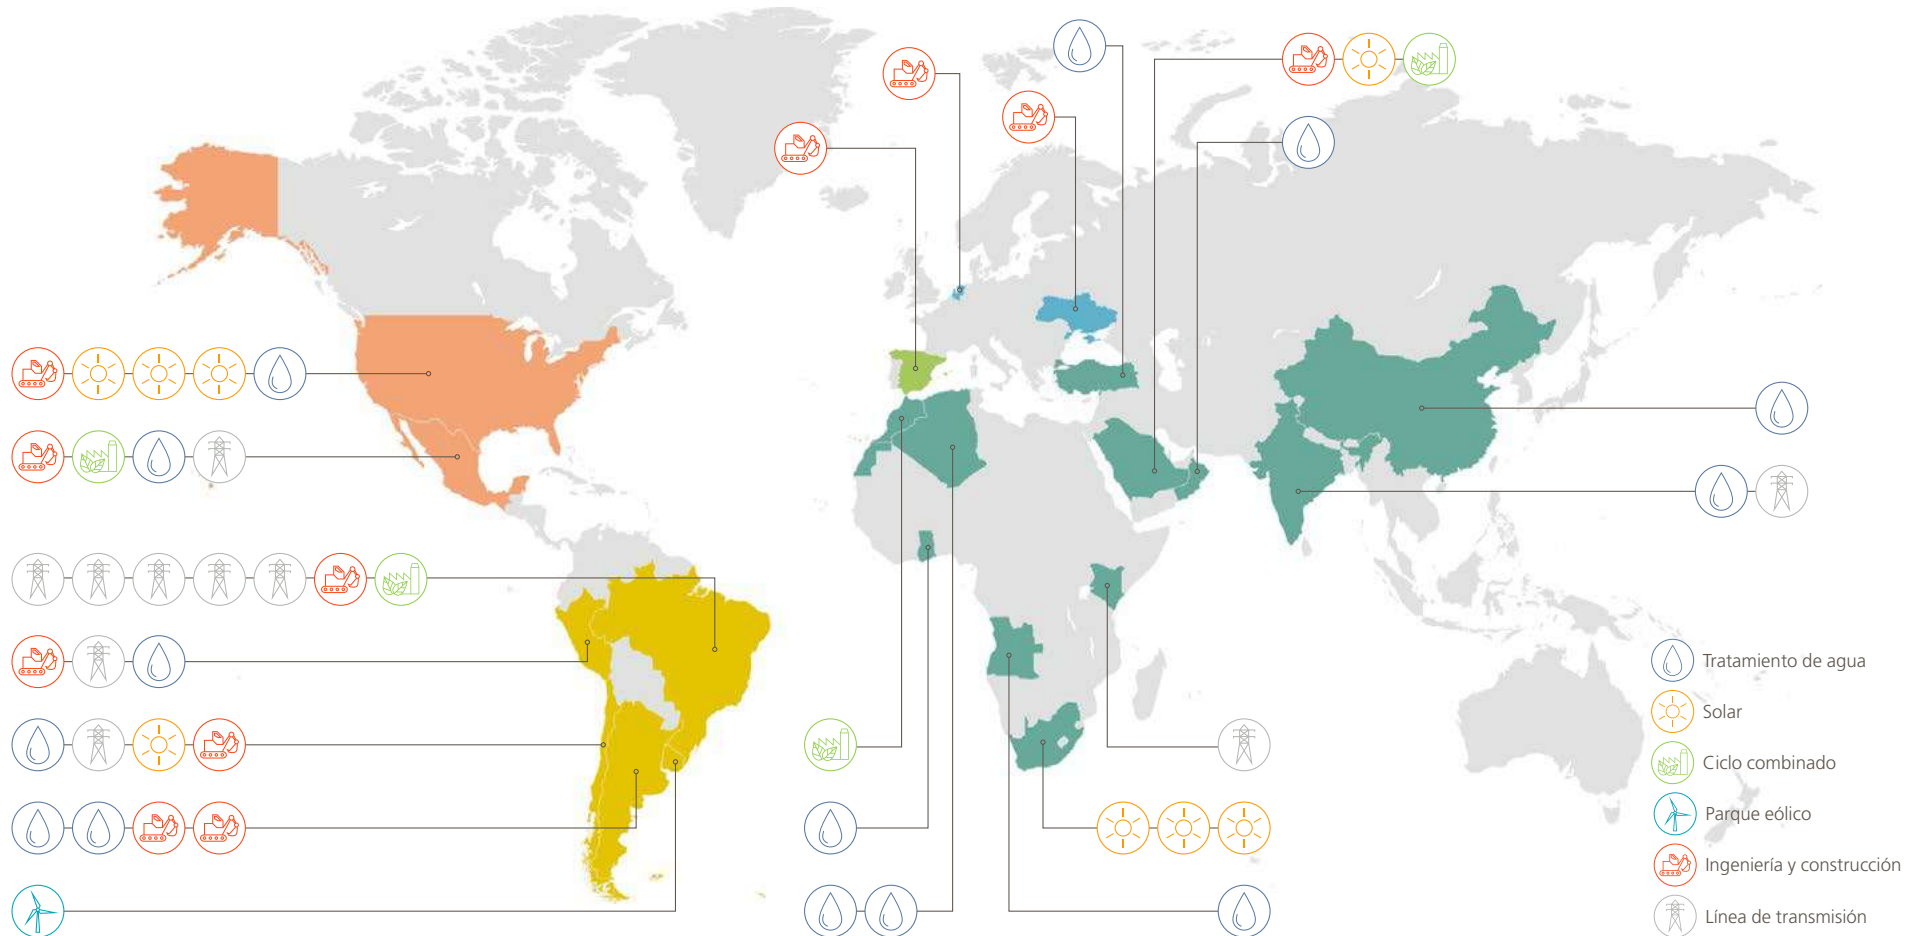 Tratamiento de agua
Solar
Ciclo combinado
Parque eólico
Ingeniería y construcción
Línea de transmisión